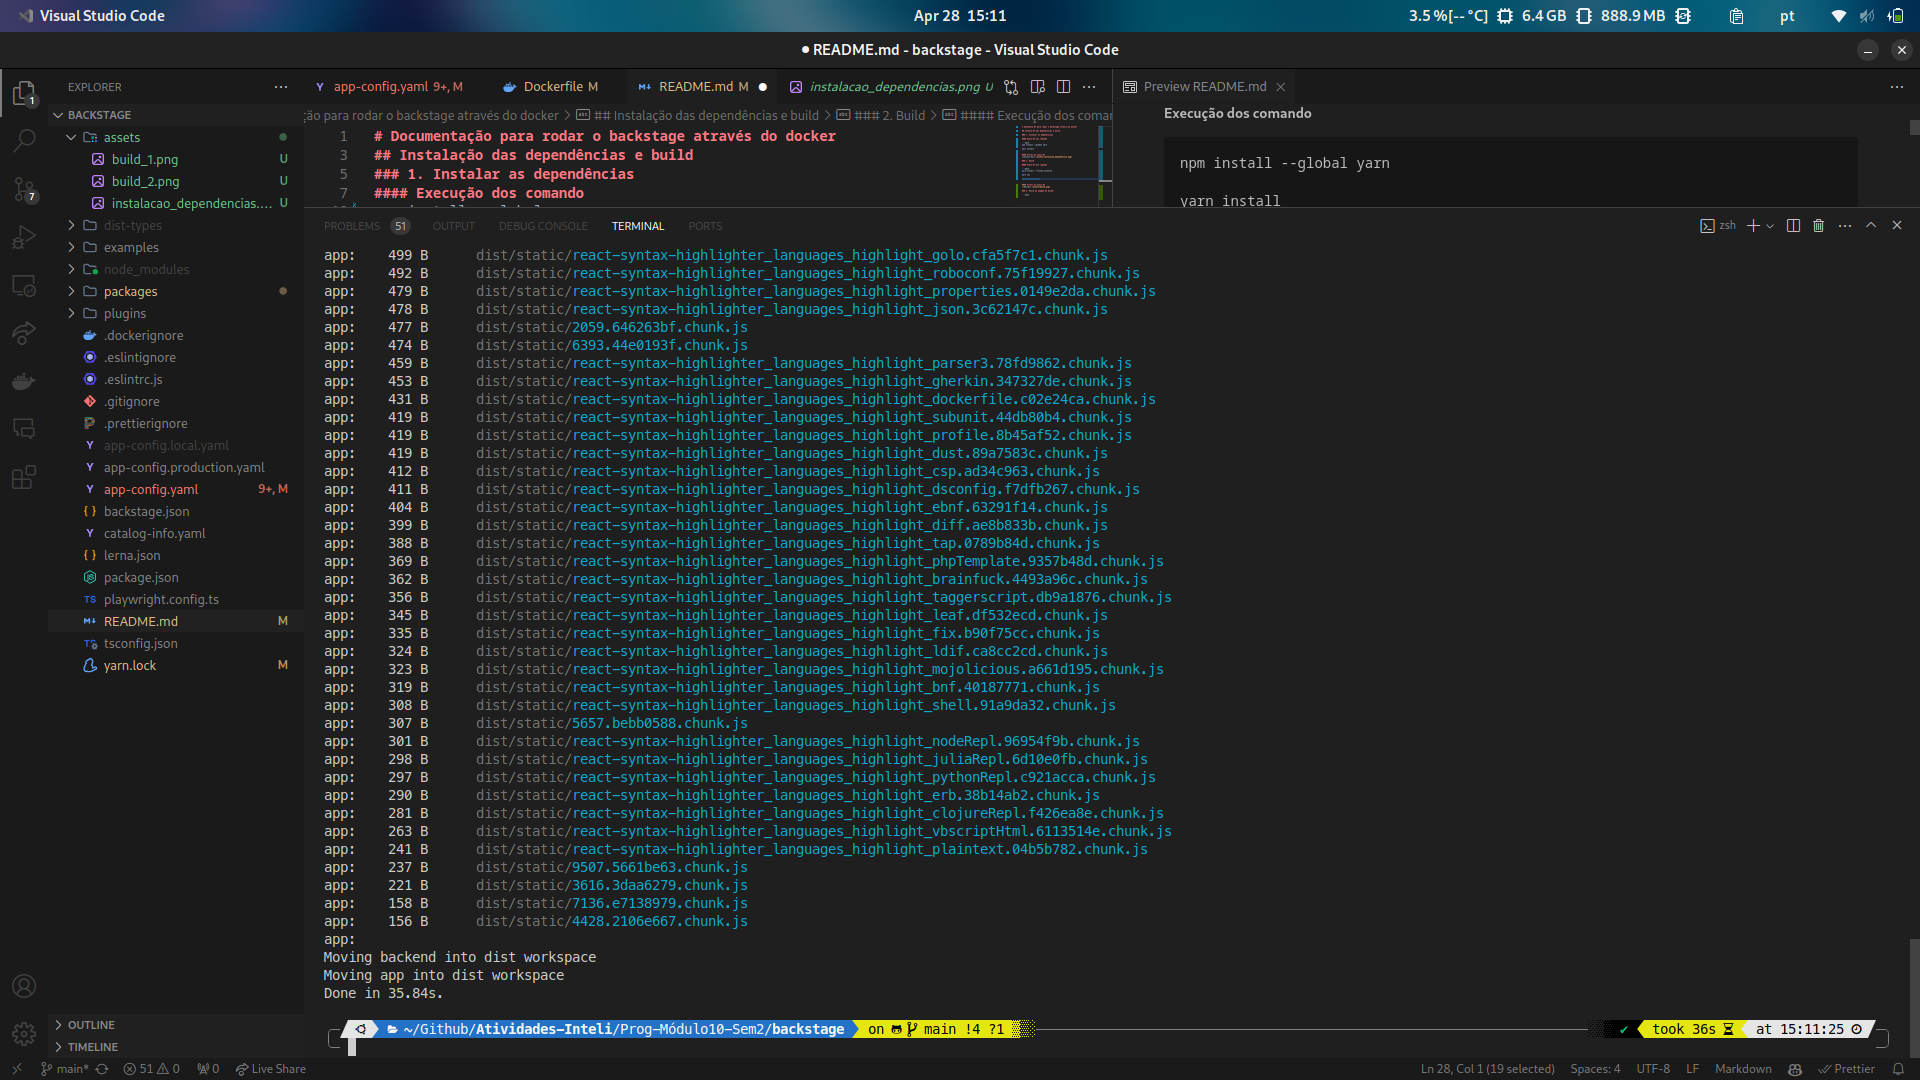 Visual Studio Code
Apr 28 15:11
3.5 %[-- °C] 6.4 GB 888.9 MB pt
README.md - backstage - Visual Studio Code
EXPLORER
app-config.yaml 9+, M
Dockerfile M
README.md M
instalacao_dependencias.png U
Preview README.md
BACKSTAGE
ção para rodar o backstage através do docker > ## Instalação das dependências e build > ### 2. Build > #### Execução dos comar
1 # Documentação para rodar o backstage através do docker
3 ## Instalação das dependências e build
5 ### 1. Instalar as dependências
7 #### Execução dos comando
Execução dos comando
npm install --global yarn
yarn install
assets
build_1.png U
build_2.png U
instalacao_dependencias.... U
dist-types
examples
node_modules
packages
plugins
.dockerignore
.eslintignore
.eslintrc.js
.gitignore
.prettierignore
app-config.local.yaml
app-config.production.yaml
app-config.yaml 9+, M
backstage.json
catalog-info.yaml
lerna.json
package.json
playwright.config.ts
README.md M
tsconfig.json
yarn.lock M
OUTLINE
TIMELINE
1
7
PROBLEMS 51 OUTPUT DEBUG CONSOLE TERMINAL PORTS zsh
app: 499 B dist/static/react-syntax-highlighter_languages_highlight_golo.cfa5f7c1.chunk.js
app: 492 B dist/static/react-syntax-highlighter_languages_highlight_roboconf.75f19927.chunk.js
app: 479 B dist/static/react-syntax-highlighter_languages_highlight_properties.0149e2da.chunk.js
app: 478 B dist/static/react-syntax-highlighter_languages_highlight_json.3c62147c.chunk.js
app: 477 B dist/static/2059.646263bf.chunk.js
app: 474 B dist/static/6393.44e0193f.chunk.js
app: 459 B dist/static/react-syntax-highlighter_languages_highlight_parser3.78fd9862.chunk.js
app: 453 B dist/static/react-syntax-highlighter_languages_highlight_gherkin.347327de.chunk.js
app: 431 B dist/static/react-syntax-highlighter_languages_highlight_dockerfile.c02e24ca.chunk.js
app: 419 B dist/static/react-syntax-highlighter_languages_highlight_subunit.44db80b4.chunk.js
app: 419 B dist/static/react-syntax-highlighter_languages_highlight_profile.8b45af52.chunk.js
app: 419 B dist/static/react-syntax-highlighter_languages_highlight_dust.89a7583c.chunk.js
app: 412 B dist/static/react-syntax-highlighter_languages_highlight_csp.ad34c963.chunk.js
app: 411 B dist/static/react-syntax-highlighter_languages_highlight_dsconfig.f7dfb267.chunk.js
app: 404 B dist/static/react-syntax-highlighter_languages_highlight_ebnf.63291f14.chunk.js
app: 399 B dist/static/react-syntax-highlighter_languages_highlight_diff.ae8b833b.chunk.js
app: 388 B dist/static/react-syntax-highlighter_languages_highlight_tap.0789b84d.chunk.js
app: 369 B dist/static/react-syntax-highlighter_languages_highlight_phpTemplate.9357b48d.chunk.js
app: 362 B dist/static/react-syntax-highlighter_languages_highlight_brainfuck.4493a96c.chunk.js
app: 356 B dist/static/react-syntax-highlighter_languages_highlight_taggerscript.db9a1876.chunk.js
app: 345 B dist/static/react-syntax-highlighter_languages_highlight_leaf.df532ecd.chunk.js
app: 335 B dist/static/react-syntax-highlighter_languages_highlight_fix.b90f75cc.chunk.js
app: 324 B dist/static/react-syntax-highlighter_languages_highlight_ldif.ca8cc2cd.chunk.js
app: 323 B dist/static/react-syntax-highlighter_languages_highlight_mojolicious.a661d195.chunk.js
app: 319 B dist/static/react-syntax-highlighter_languages_highlight_bnf.40187771.chunk.js
app: 308 B dist/static/react-syntax-highlighter_languages_highlight_shell.91a9da32.chunk.js
app: 307 B dist/static/5657.bebb0588.chunk.js
app: 301 B dist/static/react-syntax-highlighter_languages_highlight_nodeRepl.96954f9b.chunk.js
app: 298 B dist/static/react-syntax-highlighter_languages_highlight_juliaRepl.6d10e0fb.chunk.js
app: 297 B dist/static/react-syntax-highlighter_languages_highlight_pythonRepl.c921acca.chunk.js
app: 290 B dist/static/react-syntax-highlighter_languages_highlight_erb.38b14ab2.chunk.js
app: 281 B dist/static/react-syntax-highlighter_languages_highlight_clojureRepl.f426ea8e.chunk.js
app: 263 B dist/static/react-syntax-highlighter_languages_highlight_vbscriptHtml.6113514e.chunk.js
app: 241 B dist/static/react-syntax-highlighter_languages_highlight_plaintext.04b5b782.chunk.js
app: 237 B dist/static/9507.5661be63.chunk.js
app: 221 B dist/static/3616.3daa6279.chunk.js
app: 158 B dist/static/7136.e7138979.chunk.js
app: 156 B dist/static/4428.2106e667.chunk.js
app:
Moving backend into dist workspace
Moving app into dist workspace
Done in 35.84s.
~/Github/Atividades-Inteli/Prog-Módulo10-Sem2/backstage on main !4 ?1 took 36s at 15:11:25
main* 51 0 0 Live Share Ln 28, Col 1 (19 selected) Spaces: 4 UTF-8 LF Markdown Prettier